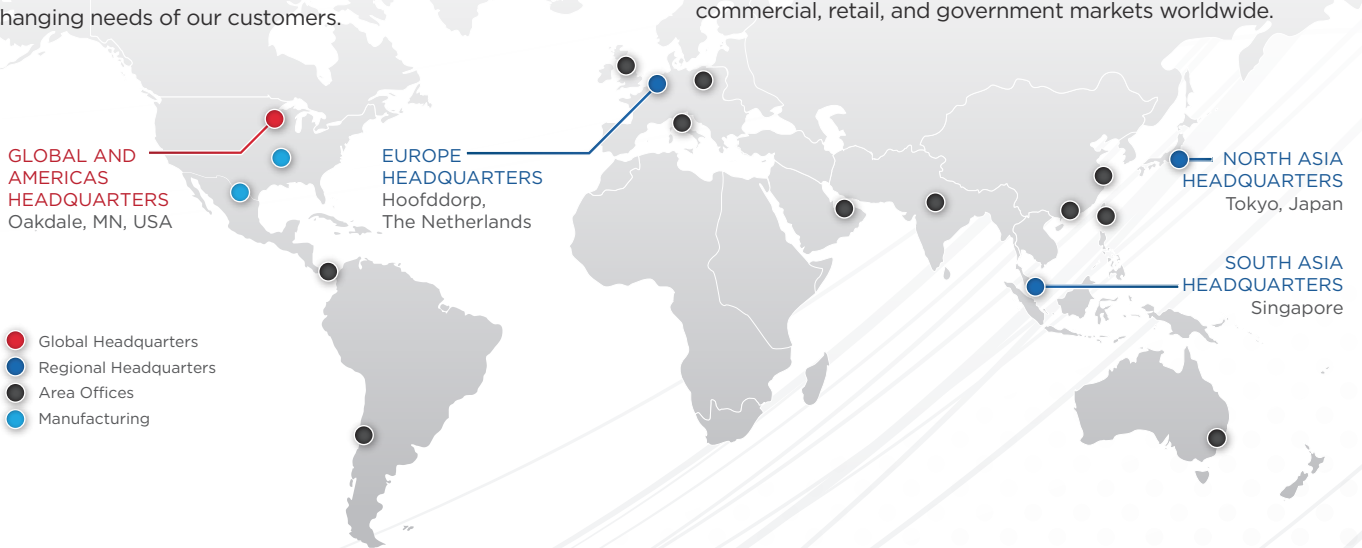 hanging needs of our customers.
commercial, retail, and government markets worldwide.
GLOBAL AND
AMERICAS
HEADQUARTERS
Oakdale, MN, USA
EUROPE
HEADQUARTERS
Hoofddorp,
The Netherlands
NORTH ASIA
HEADQUARTERS
Tokyo, Japan
SOUTH ASIA
HEADQUARTERS
Singapore
Global Headquarters
Regional Headquarters
Area Offices
Manufacturing